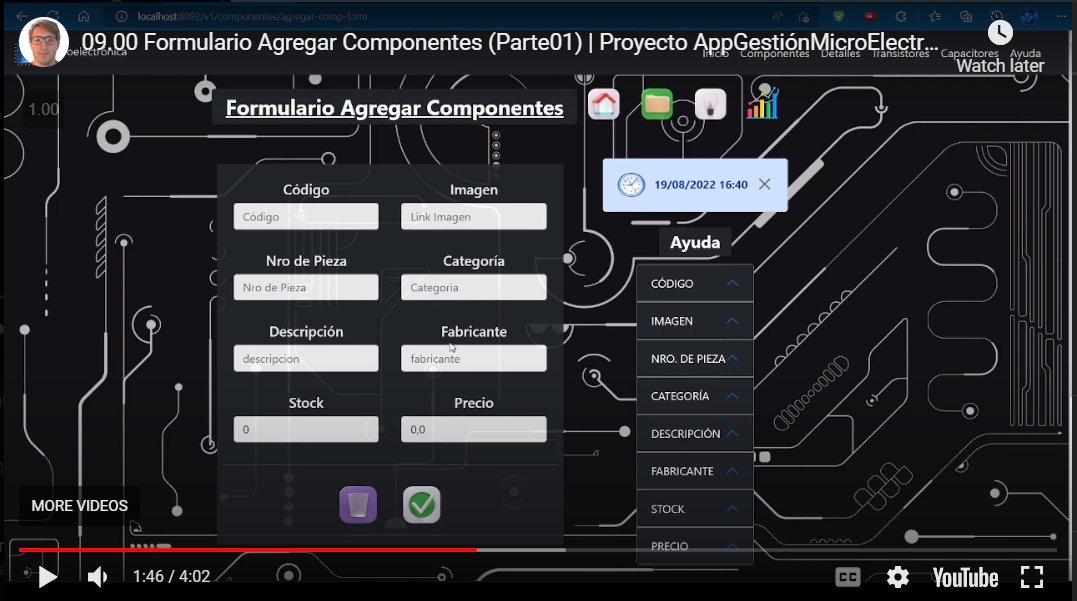 localhost:8092/v1/componentes/agregar-comp-form
09.00 Formulario Agregar Componentes (Parte01) | Proyecto AppGestiónMicroElectr...
Watch later
Inicio Componentes Detalles Transistores Capacitores Ayuda
1.00
Formulario Agregar Componentes
19/08/2022 16:40
Código Imagen
Código Link Imagen
Nro de Pieza Categoría
Nro de Pieza Categoria
Descripción Fabricante
descripcion fabricante
Stock Precio
0 0,0
Ayuda
CÓDIGO
IMAGEN
NRO. DE PIEZA
CATEGORÍA
DESCRIPCIÓN
FABRICANTE
STOCK
PRECIO
MORE VIDEOS
1:46 / 4:02
CC
YouTube